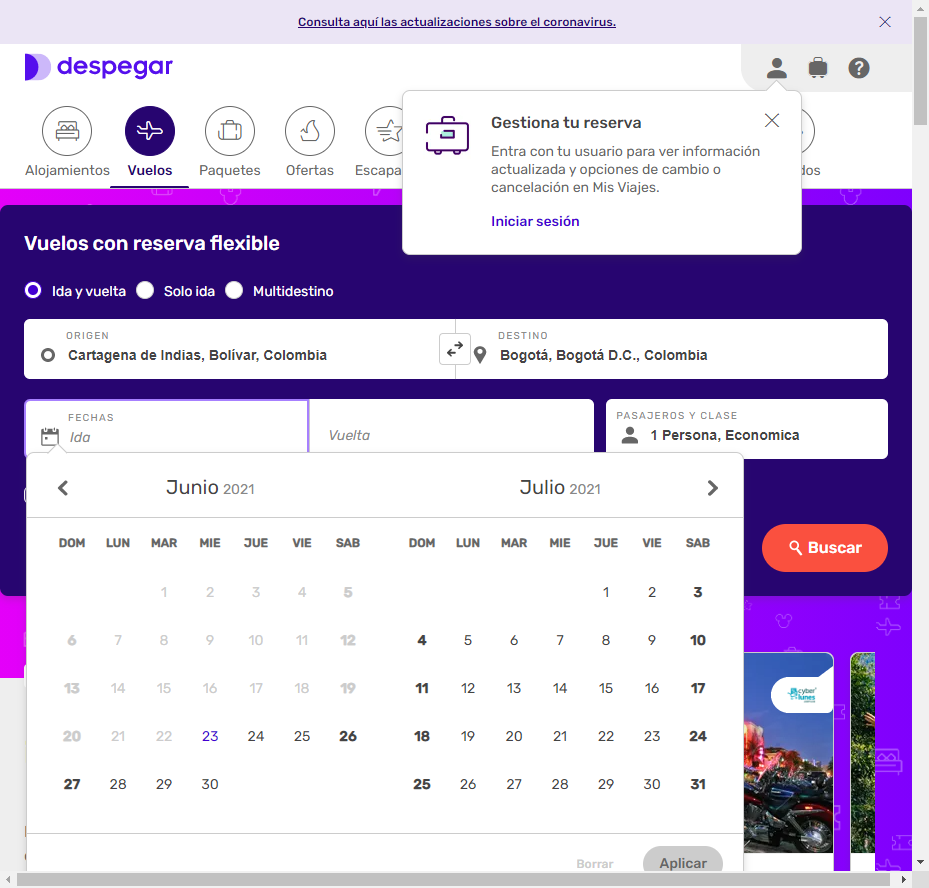 Consulta aquí las actualizaciones sobre el coronavirus.
despegar
Alojamientos
Vuelos
Paquetes
Ofertas
Escapa
dos
Gestiona tu reserva
Entra con tu usuario para ver información
actualizada y opciones de cambio o
cancelación en Mis Viajes.
Iniciar sesión
Vuelos con reserva flexible
Ida y vuelta
Solo ida
Multidestino
ORIGEN
Cartagena de Indias, Bolívar, Colombia
DESTINO
Bogotá, Bogotá D.C., Colombia
FECHAS
Ida
Vuelta
PASAJEROS Y CLASE
1 Persona, Economica
Buscar
Junio 2021
DOM LUN MAR MIE JUE VIE SAB
1 2 3 4 5
6 7 8 9 10 11 12
13 14 15 16 17 18 19
20 21 22 23 24 25 26
27 28 29 30
Julio 2021
DOM LUN MAR MIE JUE VIE SAB
1 2 3
4 5 6 7 8 9 10
11 12 13 14 15 16 17
18 19 20 21 22 23 24
25 26 27 28 29 30 31
Borrar
Aplicar
cyber
lunes